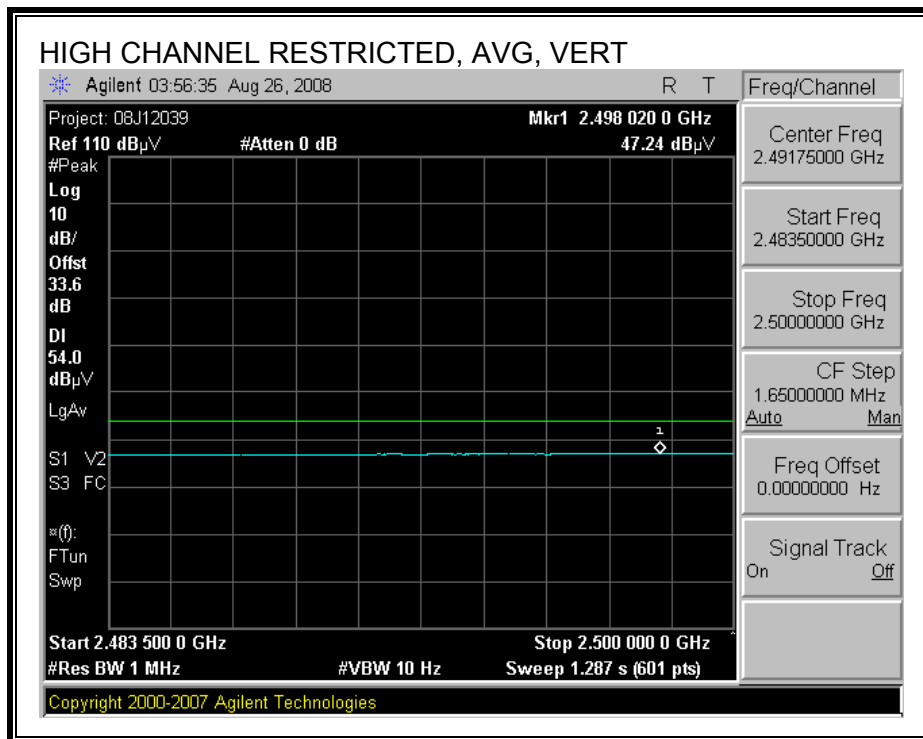 HIGH CHANNEL RESTRICTED, AVG, VERT
Agilent 03:56:35 Aug 26, 2008 R T
Freq/Channel
Project: 08J12039 Mkr1 2.498 020 0 GHz
Ref 110 dBµV #Atten 0 dB 47.24 dBµV
#Peak
Log
10
dB/
Offst
33.6
dB
DI
54.0
dBµV
LgAv
1
S1 V2
S3 FC
¤(f):
FTun
Swp
Start 2.483 500 0 GHz Stop 2.500 000 0 GHz ^
#Res BW 1 MHz #VBW 10 Hz Sweep 1.287 s (601 pts)
Center Freq
2.49175000 GHz
Start Freq
2.48350000 GHz
Stop Freq
2.50000000 GHz
CF Step
1.65000000 MHz
Auto Man
Freq Offset
0.00000000 Hz
Signal Track
On Off
Copyright 2000-2007 Agilent Technologies